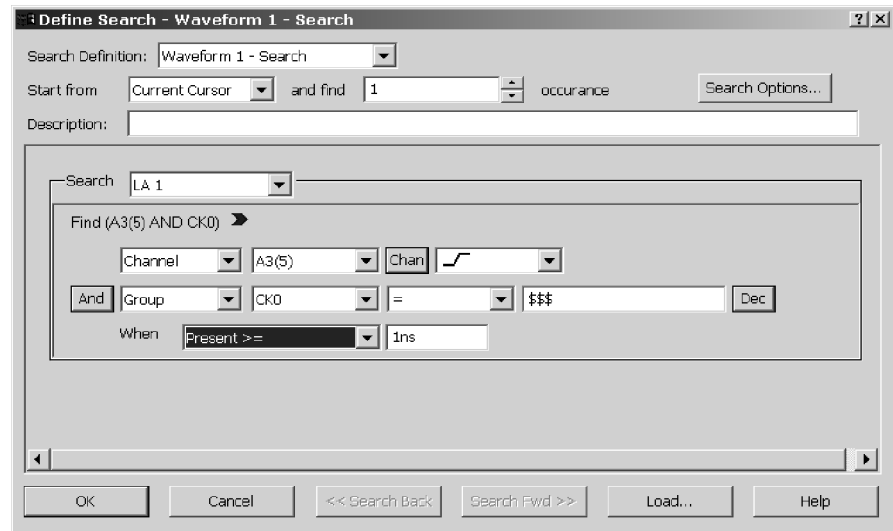 Define Search - Waveform 1 - Search
Search Definition: Waveform 1 - Search
Start from Current Cursor and find 1 occurance Search Options...
Description:
Search LA 1
Find (A3(5) AND CK0)
Channel A3(5) Chan
And Group CK0 = $$$ Dec
When Present >= 1ns
OK Cancel << Search Back Search Fwd >> Load... Help